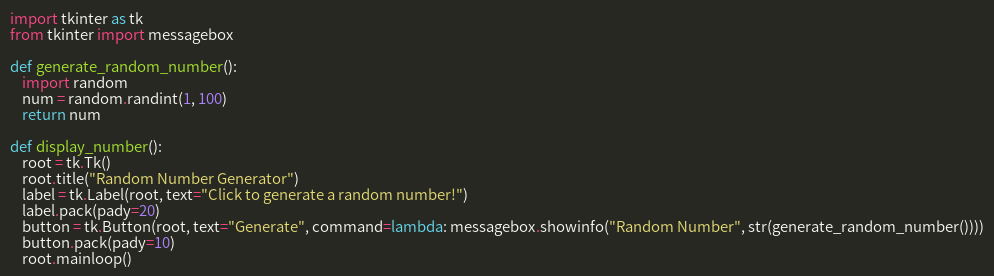 import tkinter as tk
from tkinter import messagebox

def generate_random_number():
    import random
    num = random.randint(1, 100)
    return num

def display_number():
    root = tk.Tk()
    root.title("Random Number Generator")
    label = tk.Label(root, text="Click to generate a random number!")
    label.pack(pady=20)
    button = tk.Button(root, text="Generate", command=lambda: messagebox.showinfo("Random Number", str(generate_random_number())))
    button.pack(pady=10)
    root.mainloop()